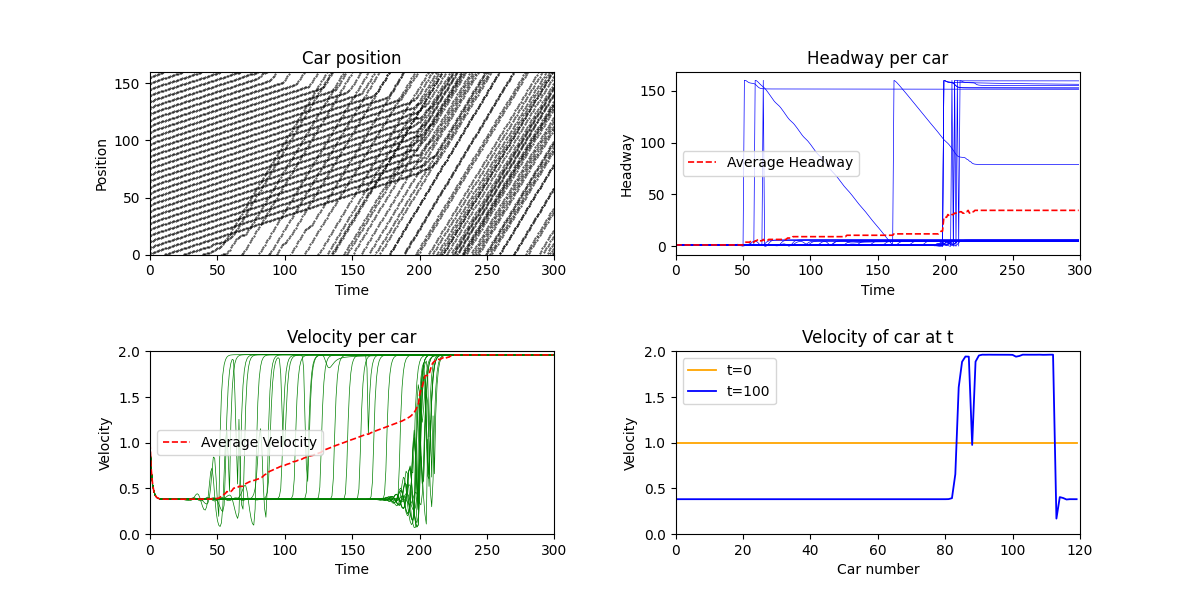 Car position
Position
150
100
50
0
0 50 100 150 200 250 300
Time
Headway per car
Headway
150
100
50
0
Average Headway
0 50 100 150 200 250 300
Time
Velocity per car
Velocity
2.0
1.5
1.0
0.5
0.0
Average Velocity
0 50 100 150 200 250 300
Time
Velocity of car at t
Velocity
2.0
1.5
1.0
0.5
0.0
t=0
t=100
0 20 40 60 80 100 120
Car number